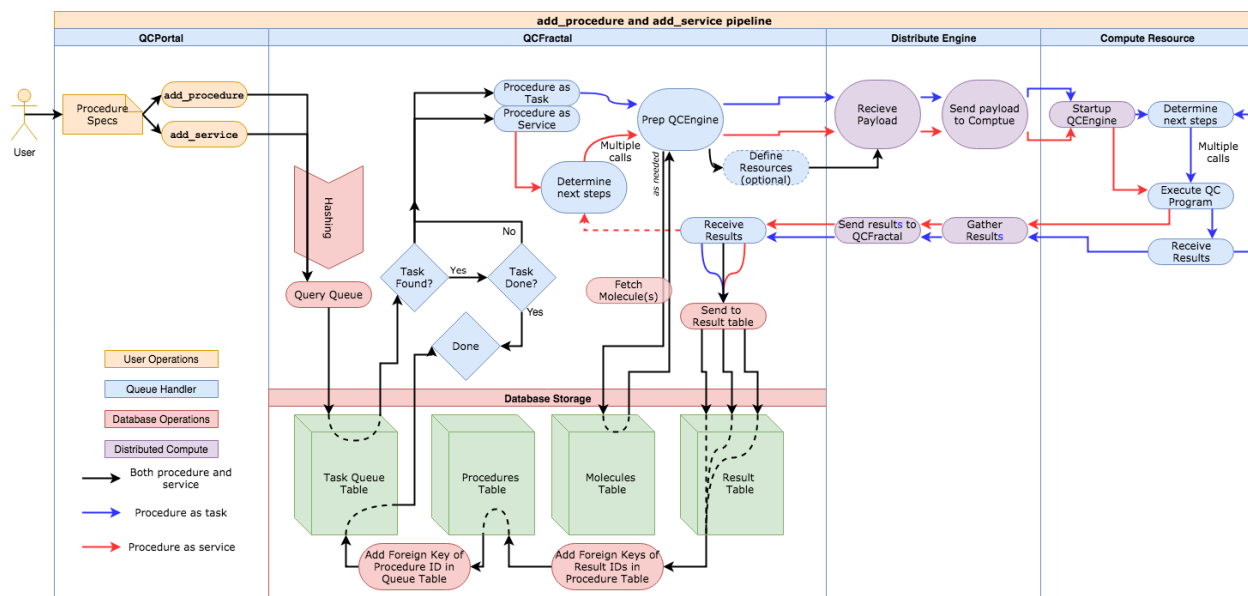 add_procedure and add_service pipeline
QCPortal
QCFractal
Distribute Engine
Compute Resource
User
Procedure
Specs
add_procedure
add_service
Hashing
Query Queue
Procedure as
Task
Procedure as
Service
Multiple
calls
Determine
next steps
Prep QCEngine
as needed
Define
Resources
(optional)
Recieve
Payload
Send payload
to Comptue
Startup
QCEngine
Determine
next steps
Multiple
calls
Execute QC
Program
Receive
Results
Gather
Results
Send results to
QCFractal
Receive
Results
No
Task
Found?
Yes
Task
Done?
Yes
Done
Fetch
Molecule(s)
Send to
Result table
User Operations
Queue Handler
Database Operations
Distributed Compute
Both procedure and
service
Procedure as task
Procedure as service
Database Storage
Task Queue
Table
Procedures
Table
Molecules
Table
Result
Table
Add Foreign Key of
Procedure ID in
Queue Table
Add Foreign Keys of
Result IDs in
Procedure Table